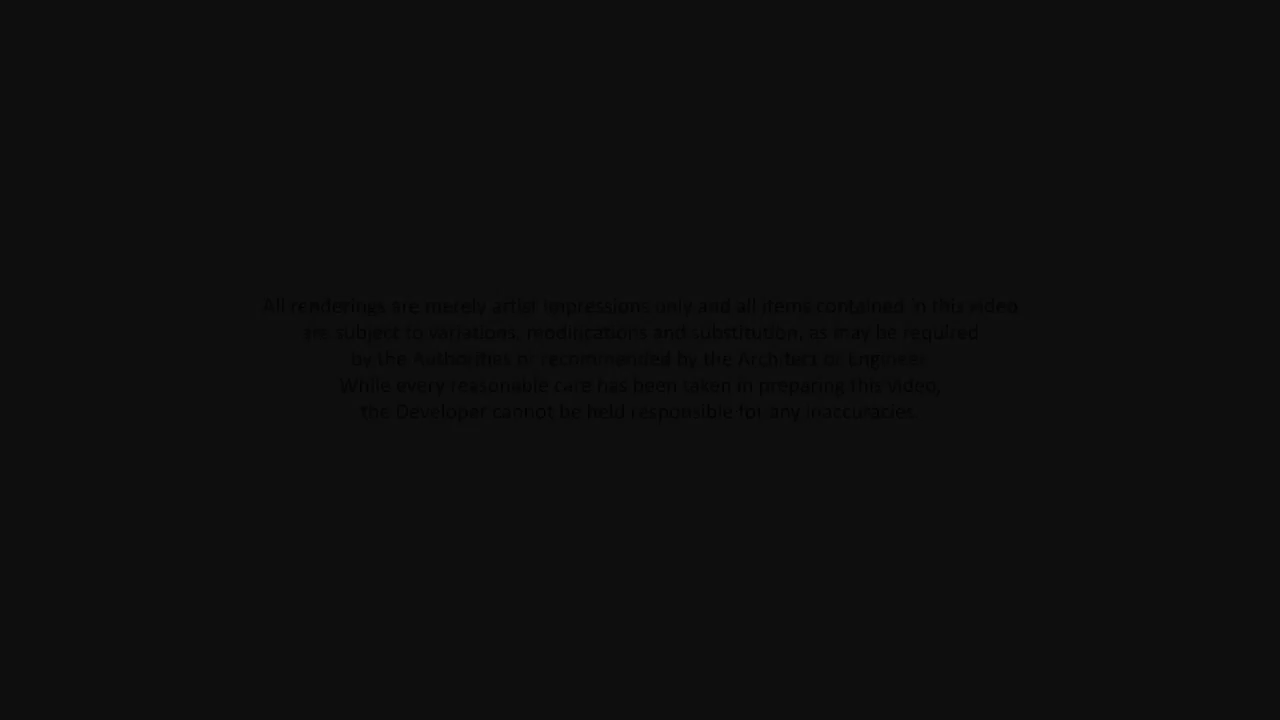 All renderings are merely artist impressions only and all items contained in this video
are subject to variations, modifications and substitution, as may be required
by the Authorities or recommended by the Architect or Engineer.
While every reasonable care has been taken in preparing this video,
the Developer cannot be held responsible for any inaccuracies.